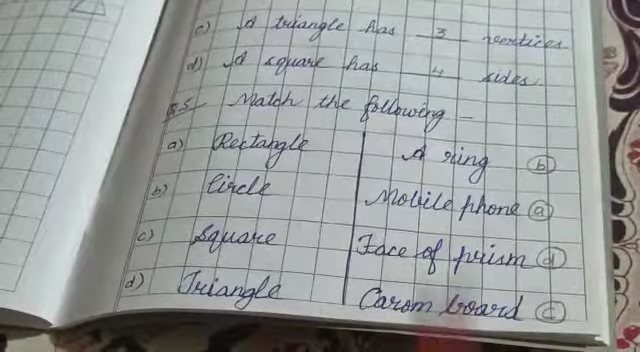 c) A triangle has 3 vertices
d) A square has 4 sides.
Q.5. Match the following -
a) Rectangle A ring (b)
b) Circle Mobile phone (a)
c) Square Face of prism (d)
d) Triangle Carom board (c)